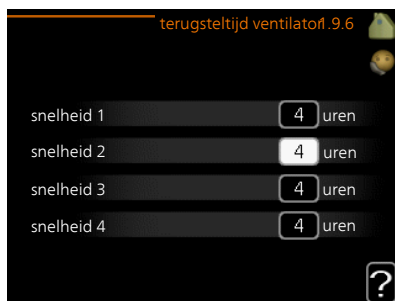 terugsteltijd ventilator1.9.6
snelheid 1 4 uren
snelheid 2 4 uren
snelheid 3 4 uren
snelheid 4 4 uren
?